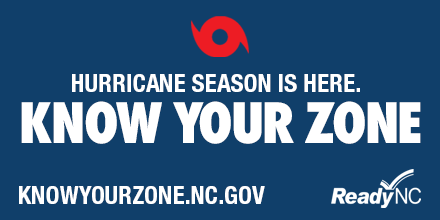 HURRICANE SEASON IS HERE.
KNOW YOUR ZONE
KNOWYOURZONE.NC.GOV
ReadyNC